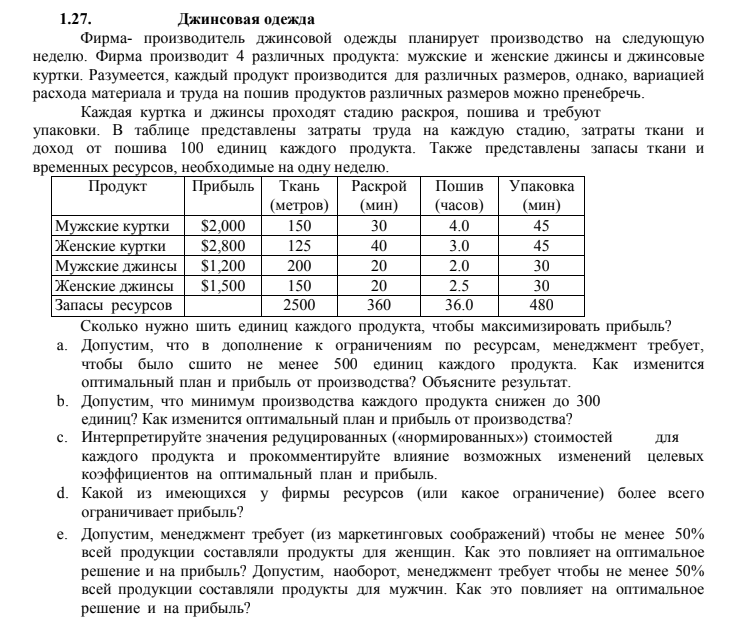 1.27. Джинсовая одежда
Фирма- производитель джинсовой одежды планирует производство на следующую
неделю. Фирма производит 4 различных продукта: мужские и женские джинсы и джинсовые
куртки. Разумеется, каждый продукт производится для различных размеров, однако, вариацией
расхода материала и труда на пошив продуктов различных размеров можно пренебречь.
Каждая куртка и джинсы проходят стадию раскроя, пошива и требуют
упаковки. В таблице представлены затраты труда на каждую стадию, затраты ткани и
доход от пошива 100 единиц каждого продукта. Также представлены запасы ткани и
временных ресурсов, необходимые на одну неделю.
Продукт Прибыль Ткань Раскрой Пошив Упаковка
(метров) (мин) (часов) (мин)
Мужские куртки $2,000 150 30 4.0 45
Женские куртки $2,800 125 40 3.0 45
Мужские джинсы $1,200 200 20 2.0 30
Женские джинсы $1,500 150 20 2.5 30
Запасы ресурсов 2500 360 36.0 480
Сколько нужно шить единиц каждого продукта, чтобы максимизировать прибыль?
a. Допустим, что в дополнение к ограничениям по ресурсам, менеджмент требует,
чтобы было сшито не менее 500 единиц каждого продукта. Как изменится
оптимальный план и прибыль от производства? Объясните результат.
b. Допустим, что минимум производства каждого продукта снижен до 300
единиц? Как изменится оптимальный план и прибыль от производства?
c. Интерпретируйте значения редуцированных («нормированных») стоимостей для
каждого продукта и прокомментируйте влияние возможных изменений целевых
коэффициентов на оптимальный план и прибыль.
d. Какой из имеющихся у фирмы ресурсов (или какое ограничение) более всего
ограничивает прибыль?
e. Допустим, менеджмент требует (из маркетинговых соображений) чтобы не менее 50%
всей продукции составляли продукты для женщин. Как это повлияет на оптимальное
решение и на прибыль? Допустим, наоборот, менеджмент требует чтобы не менее 50%
всей продукции составляли продукты для мужчин. Как это повлияет на оптимальное
решение и на прибыль?